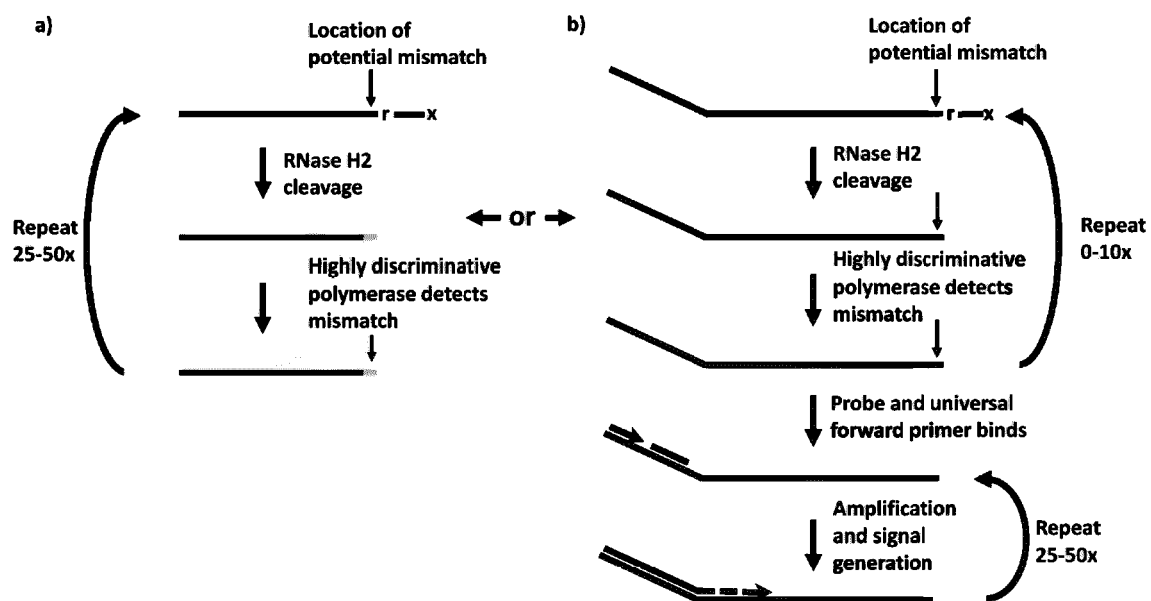 a)
Location of
potential mismatch
r
x
RNase H2
cleavage
Repeat
25-50x
Highly discriminative
polymerase detects
mismatch
or
b)
Location of
potential mismatch
r
x
RNase H2
cleavage
Repeat
0-10x
Highly discriminative
polymerase detects
mismatch
Probe and universal
forward primer binds
Amplification
and signal
generation
Repeat
25-50x